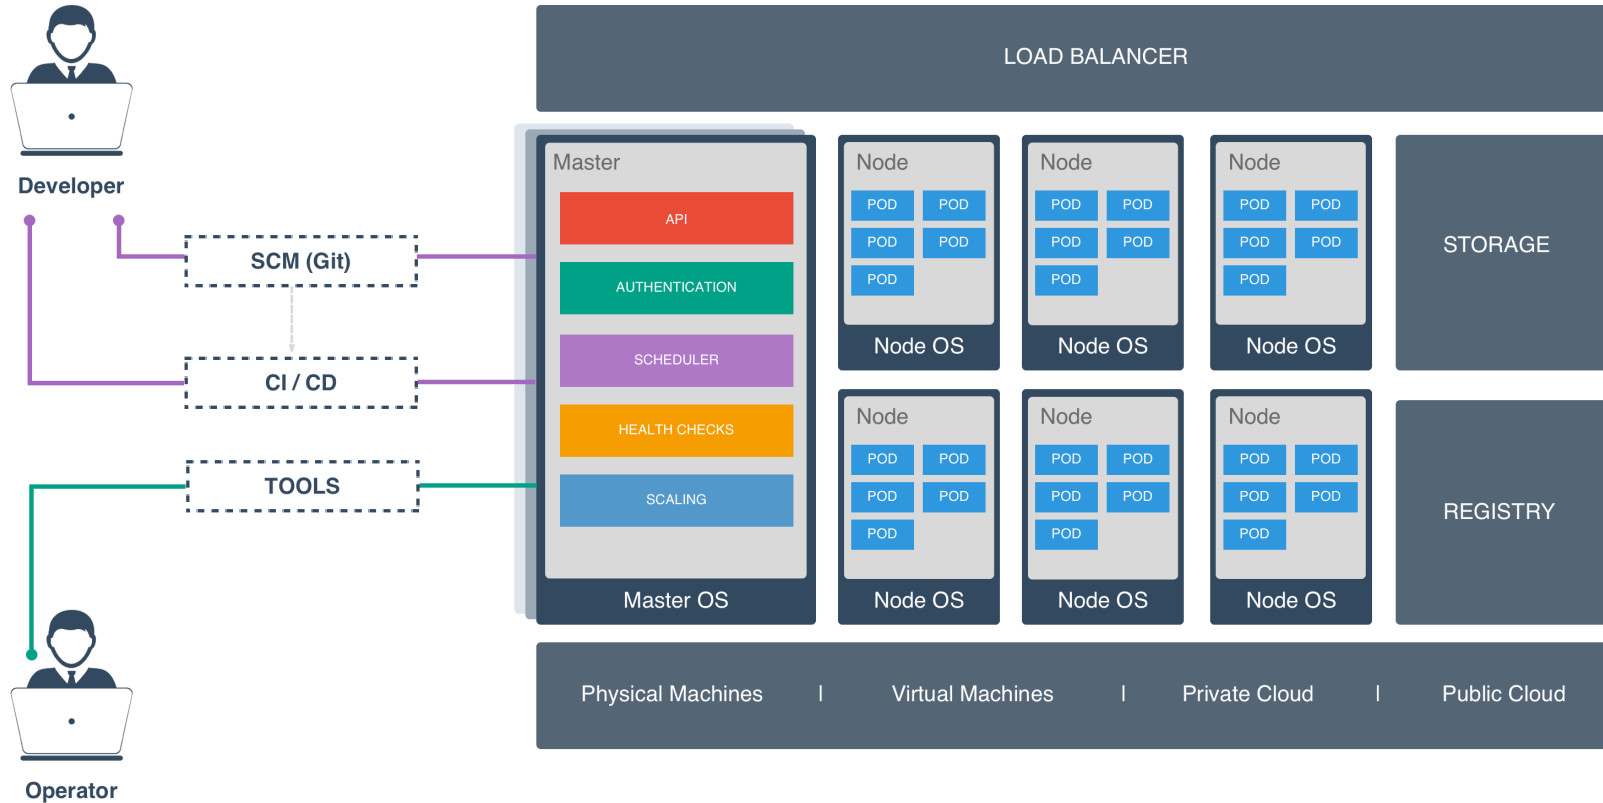 LOAD BALANCER
Developer
SCM (Git)
CI / CD
TOOLS
Operator
Master
API
AUTHENTICATION
SCHEDULER
HEALTH CHECKS
SCALING
Master OS
Node
POD POD
POD POD
POD
Node OS
Node
POD POD
POD POD
POD
Node OS
Node
POD POD
POD POD
POD
Node OS
STORAGE
Node
POD POD
POD POD
POD
Node OS
Node
POD POD
POD POD
POD
Node OS
Node
POD POD
POD POD
POD
Node OS
REGISTRY
Physical Machines | Virtual Machines | Private Cloud | Public Cloud